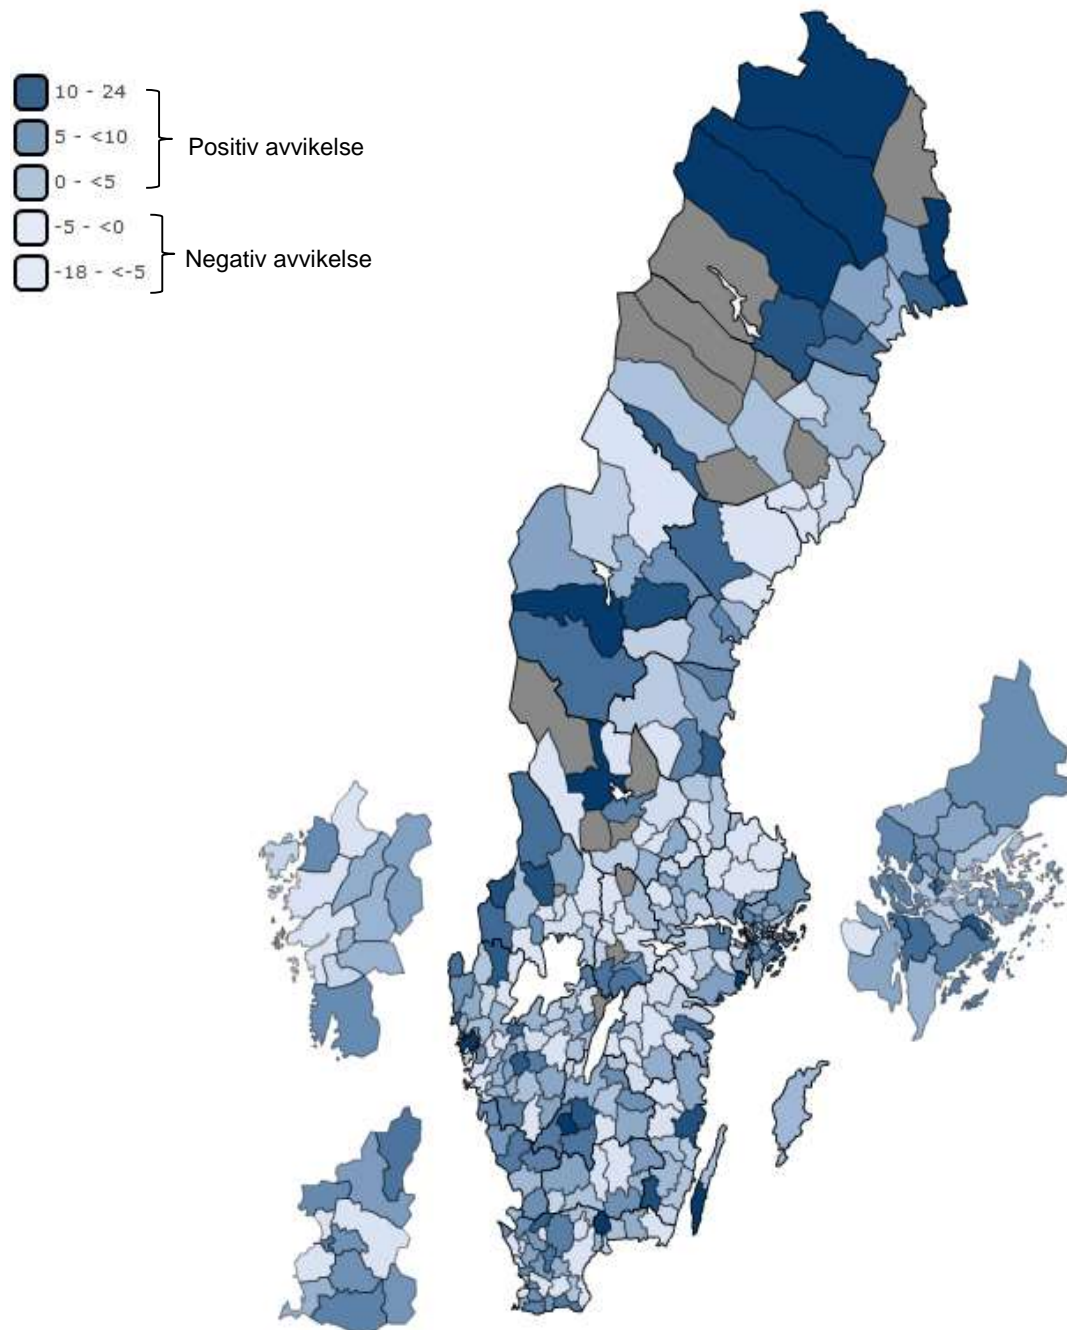 10 - 24
5 - <10
Positiv avvikelse
0 - <5
-5 - <0
Negativ avvikelse
-18 - <-5